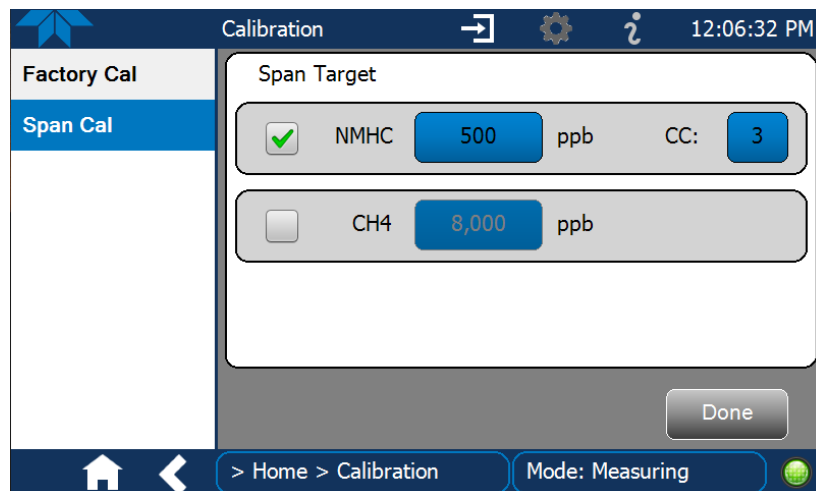 Calibration 12:06:32 PM
Factory Cal
Span Cal
Span Target
NMHC 500 ppb CC: 3
CH4 8,000 ppb
Done
> Home > Calibration Mode: Measuring